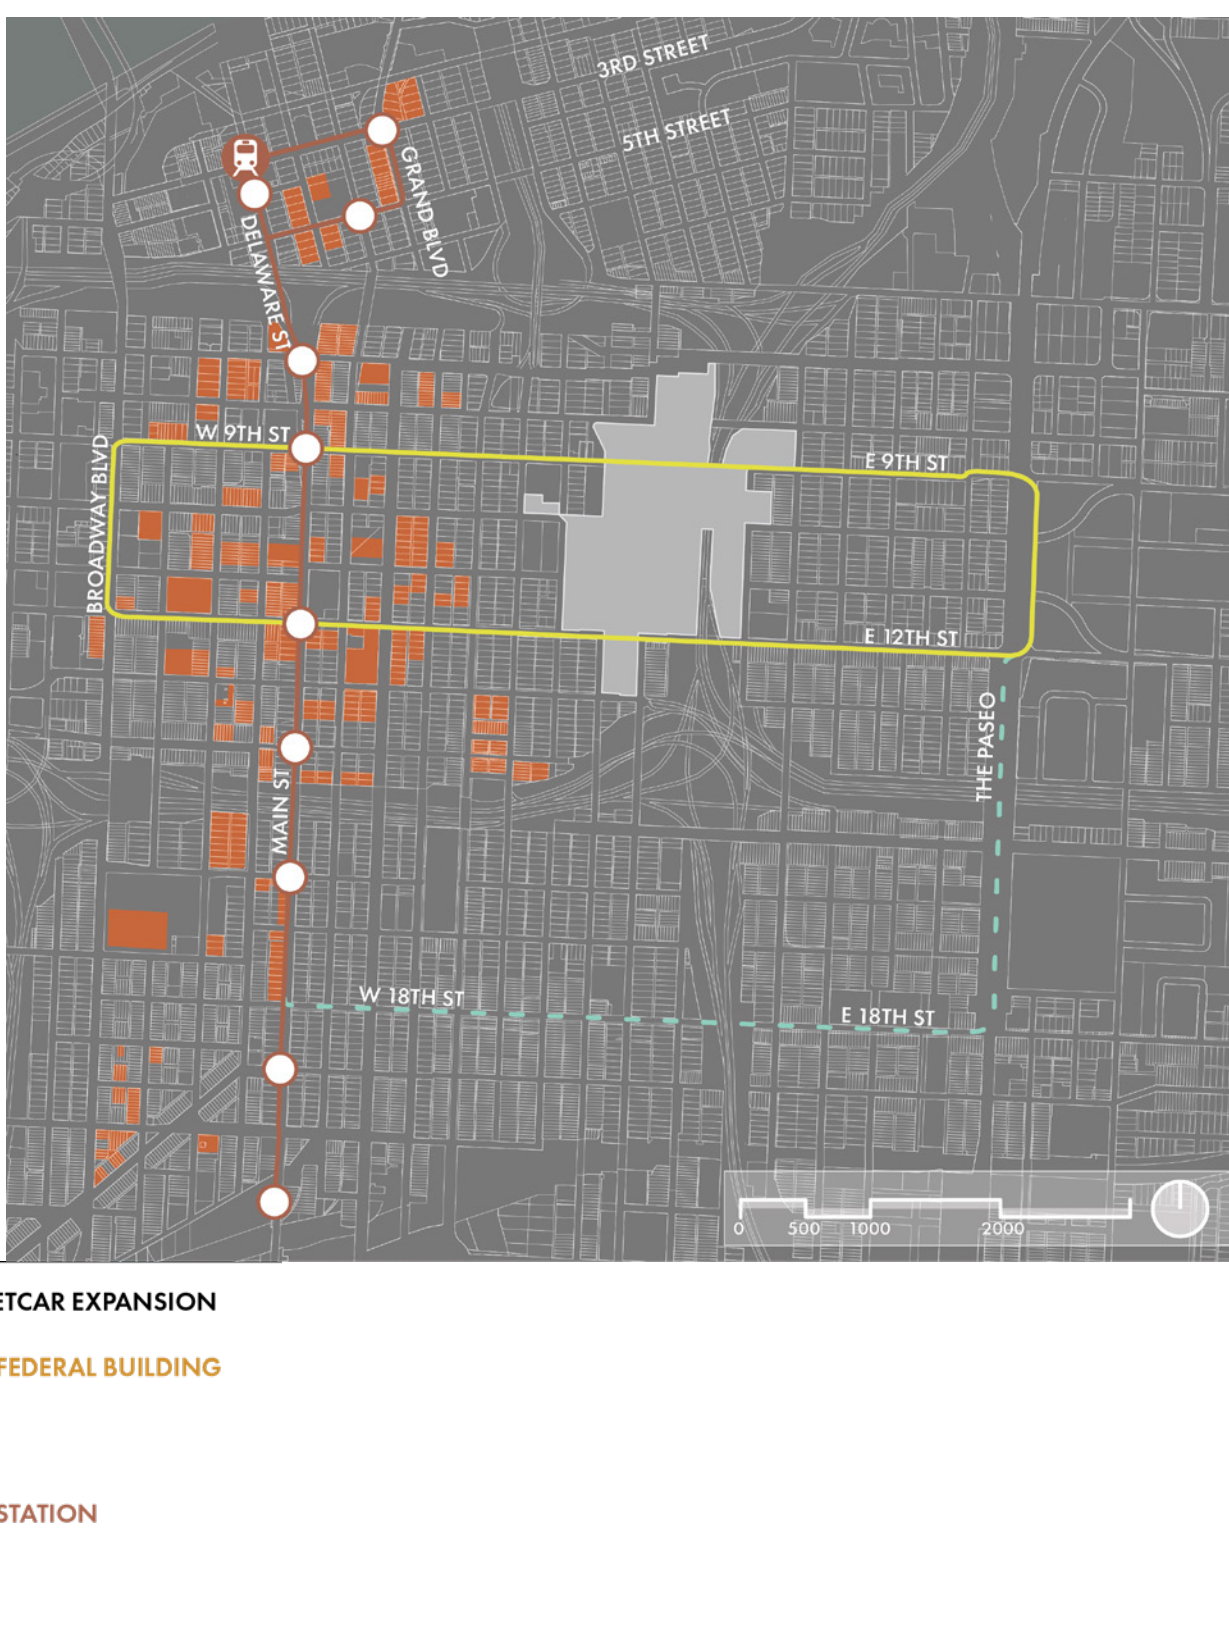 3RD STREET
5TH STREET
GRAND BLVD
DELAWARE ST
W 9TH ST
E 9TH ST
BROADWAY BLVD
E 12TH ST
THE PASEO
MAIN ST
W 18TH ST
E 18TH ST
0 500 1000 2000
ETCAR EXPANSION
FEDERAL BUILDING
STATION